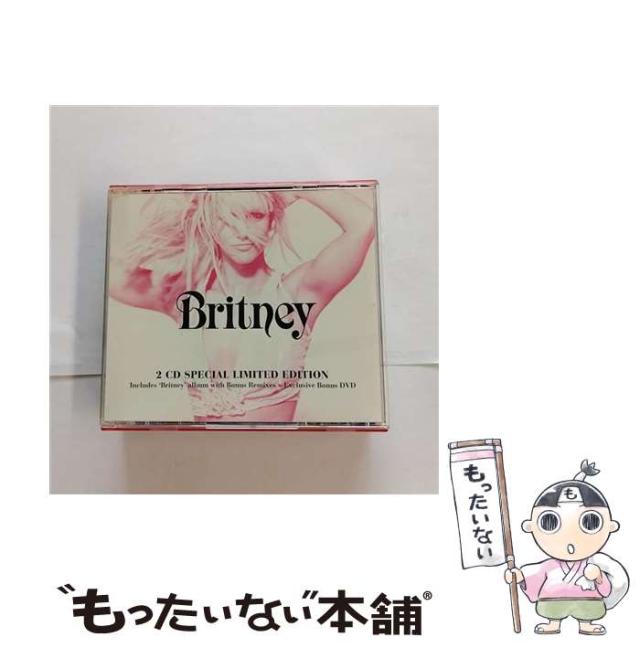 Britney
2 CD SPECIAL LIMITED EDITION
Includes 'Britney' album with Bonus Remixes + Exclusive Bonus DVD
もったいない
も
"もったいない"本舗®